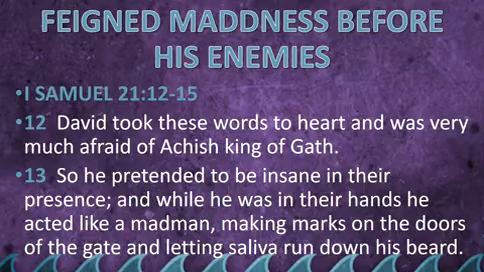 FEIGNED MADDNESS BEFORE
HIS ENEMIES
•I SAMUEL 21:12-15
•12 David took these words to heart and was very
much afraid of Achish king of Gath.
•13 So he pretended to be insane in their
presence; and while he was in their hands he
acted like a madman, making marks on the doors
of the gate and letting saliva run down his beard.